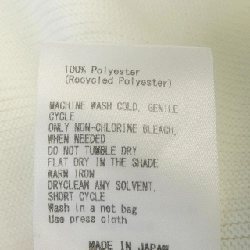 100% Polyester
(Recycled Polyester)
MACHINE WASH COLD, GENTLE
CYCLE
ONLY NON-CHLORINE BLEACH,
WHEN NEEDED
DO NOT TUMBLE DRY
FLAT DRY IN THE SHADE
WARM IRON
DRYCLEAN ANY SOLVENT,
SHORT CYCLE
Wash in a net bag
Use press cloth
MADE IN JAPAN